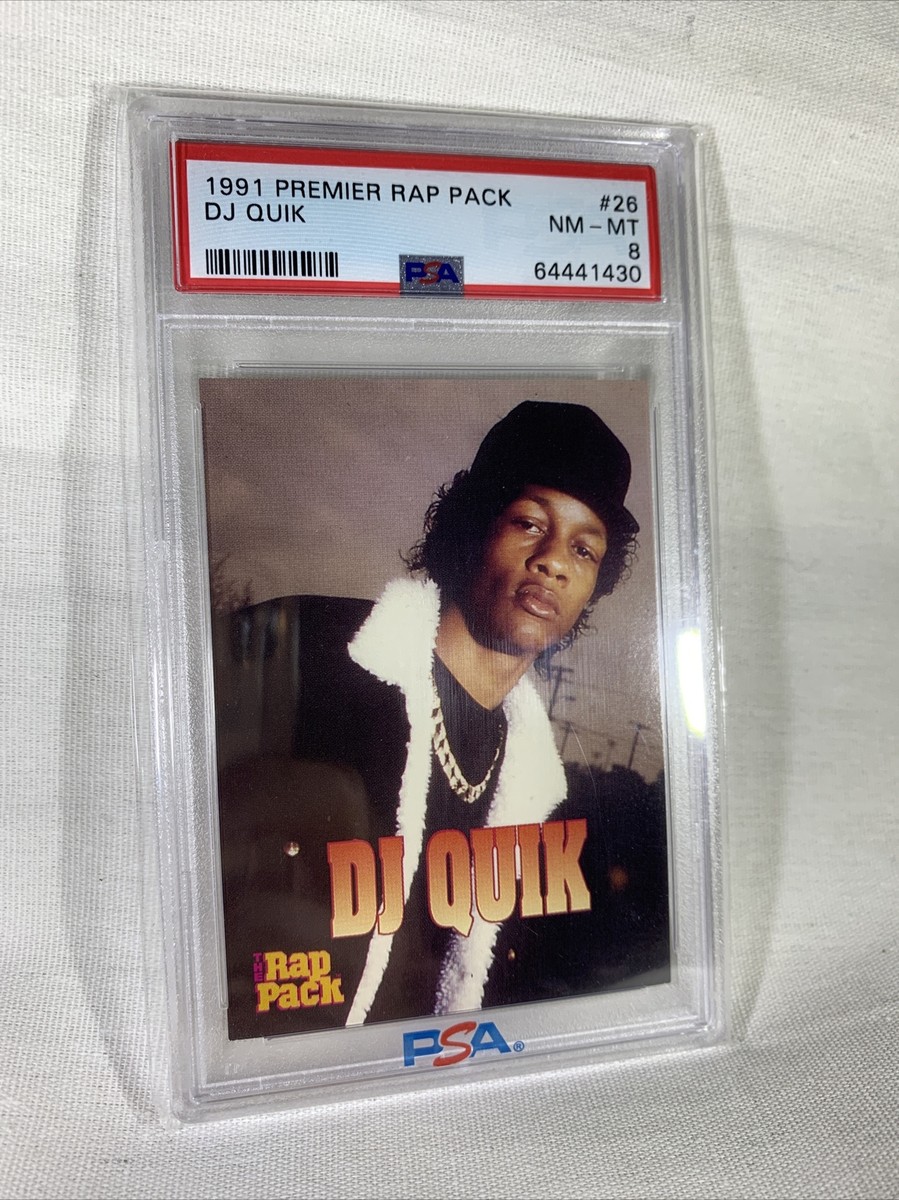 1991 PREMIER RAP PACK #26
DJ QUIK NM - MT
8
PSA 64441430
DJ QUIK
THE Rap
Pack
PSA®